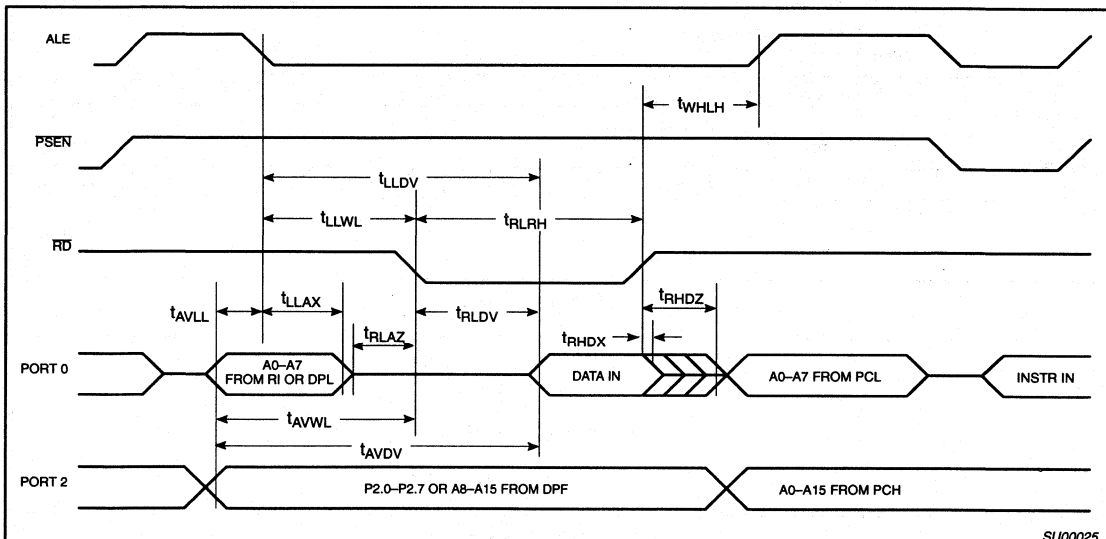 ALE
tWHLH
PSEN
tLLDV
tLLWL
tRLRH
RD
tAVLL
tLLAX
tRLAZ
tRLDV
tRHDZ
tRHDX
PORT 0
A0–A7
FROM RI OR DPL
DATA IN
A0–A7 FROM PCL
INSTR IN
tAVWL
tAVDV
PORT 2
P2.0–P2.7 OR A8–A15 FROM DPF
A0–A15 FROM PCH
SU00025